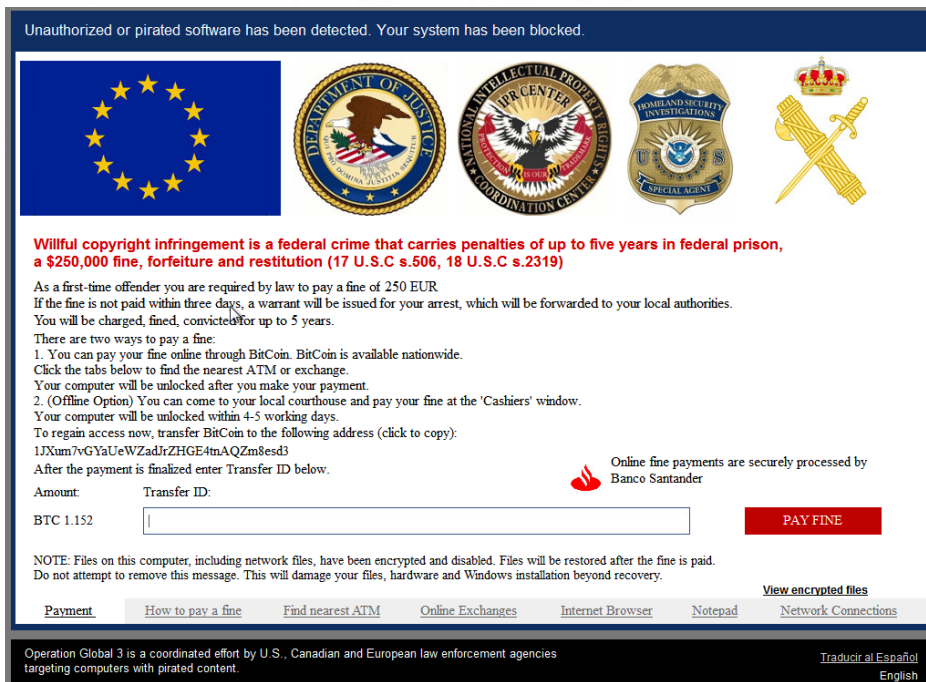 Unauthorized or pirated software has been detected. Your system has been blocked.
DEPARTMENT OF JUSTICE
QUI PRO DOMINA JUSTITIA SEQUITUR
NATIONAL INTELLECTUAL PROPERTY RIGHTS
IPR CENTER
PROTECTION IS OUR TRADEMARK
COORDINATION CENTER
HOMELAND SECURITY
INVESTIGATIONS
U S
SPECIAL AGENT
Willful copyright infringement is a federal crime that carries penalties of up to five years in federal prison,
a $250,000 fine, forfeiture and restitution (17 U.S.C s.506, 18 U.S.C s.2319)
As a first-time offender you are required by law to pay a fine of 250 EUR
If the fine is not paid within three days, a warrant will be issued for your arrest, which will be forwarded to your local authorities.
You will be charged, fined, convicted for up to 5 years.
There are two ways to pay a fine:
1. You can pay your fine online through BitCoin. BitCoin is available nationwide.
Click the tabs below to find the nearest ATM or exchange.
Your computer will be unlocked after you make your payment.
2. (Offline Option) You can come to your local courthouse and pay your fine at the 'Cashiers' window.
Your computer will be unlocked within 4-5 working days.
To regain access now, transfer BitCoin to the following address (click to copy):
1JXum7vGYaUeWZadJrZHGE4tnAQZm8esd3
After the payment is finalized enter Transfer ID below.
Online fine payments are securely processed by
Banco Santander
Amount: Transfer ID:
BTC 1.152
PAY FINE
NOTE: Files on this computer, including network files, have been encrypted and disabled. Files will be restored after the fine is paid.
Do not attempt to remove this message. This will damage your files, hardware and Windows installation beyond recovery.
View encrypted files
Payment How to pay a fine Find nearest ATM Online Exchanges Internet Browser Notepad Network Connections
Operation Global 3 is a coordinated effort by U.S., Canadian and European law enforcement agencies
targeting computers with pirated content.
Traducir al Español
English